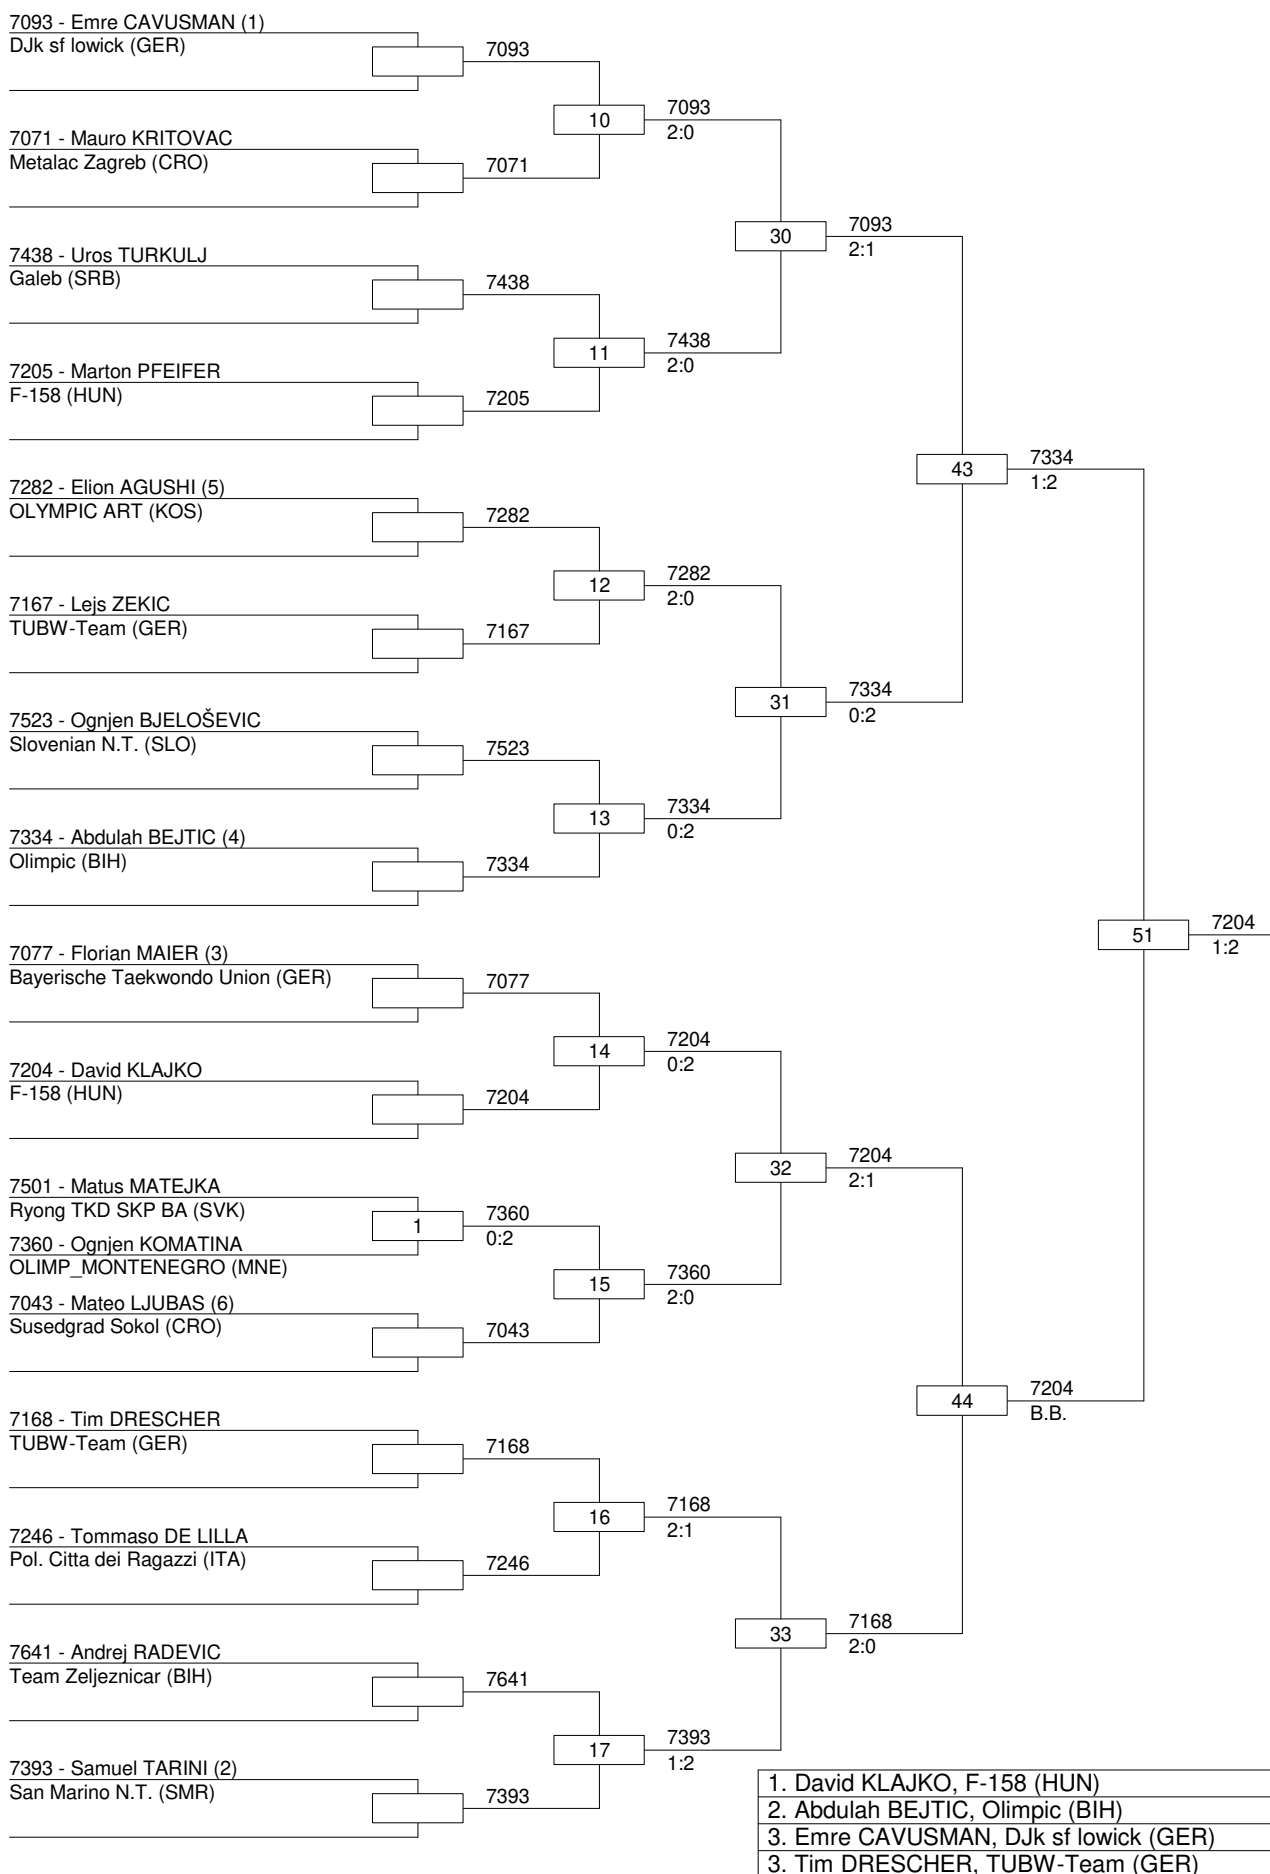 7093 - Emre CAVUSMAN (1)
DJk sf lowick (GER)
7093
10
7093
2:0
7071 - Mauro KRITOVAC
Metalac Zagreb (CRO)
7071
30
7093
2:1
7438 - Uros TURKULJ
Galeb (SRB)
7438
11
7438
2:0
7205 - Marton PFEIFER
F-158 (HUN)
7205
43
7334
1:2
7282 - Elion AGUSHI (5)
OLYMPIC ART (KOS)
7282
12
7282
2:0
7167 - Lejs ZEKIC
TUBW-Team (GER)
7167
31
7334
0:2
7523 - Ognjen BJELOŠEVIC
Slovenian N.T. (SLO)
7523
13
7334
0:2
7334 - Abdulah BEJTIC (4)
Olimpic (BIH)
7334
51
7204
1:2
7077 - Florian MAIER (3)
Bayerische Taekwondo Union (GER)
7077
14
7204
0:2
7204 - David KLAJKO
F-158 (HUN)
7204
32
7204
2:1
7501 - Matus MATEJKA
Ryong TKD SKP BA (SVK)
1
7360
0:2
7360 - Ognjen KOMATINA
OLIMP_MONTENEGRO (MNE)
15
7360
2:0
7043 - Mateo LJUBAS (6)
Susedgrad Sokol (CRO)
7043
44
7204
B.B.
7168 - Tim DRESCHER
TUBW-Team (GER)
7168
16
7168
2:1
7246 - Tommaso DE LILLA
Pol. Citta dei Ragazzi (ITA)
7246
33
7168
2:0
7641 - Andrej RADEVIC
Team Zeljeznicar (BIH)
7641
17
7393
1:2
7393 - Samuel TARINI (2)
San Marino N.T. (SMR)
7393
1. David KLAJKO, F-158 (HUN)
2. Abdulah BEJTIC, Olimpic (BIH)
3. Emre CAVUSMAN, DJk sf lowick (GER)
3. Tim DRESCHER, TUBW-Team (GER)